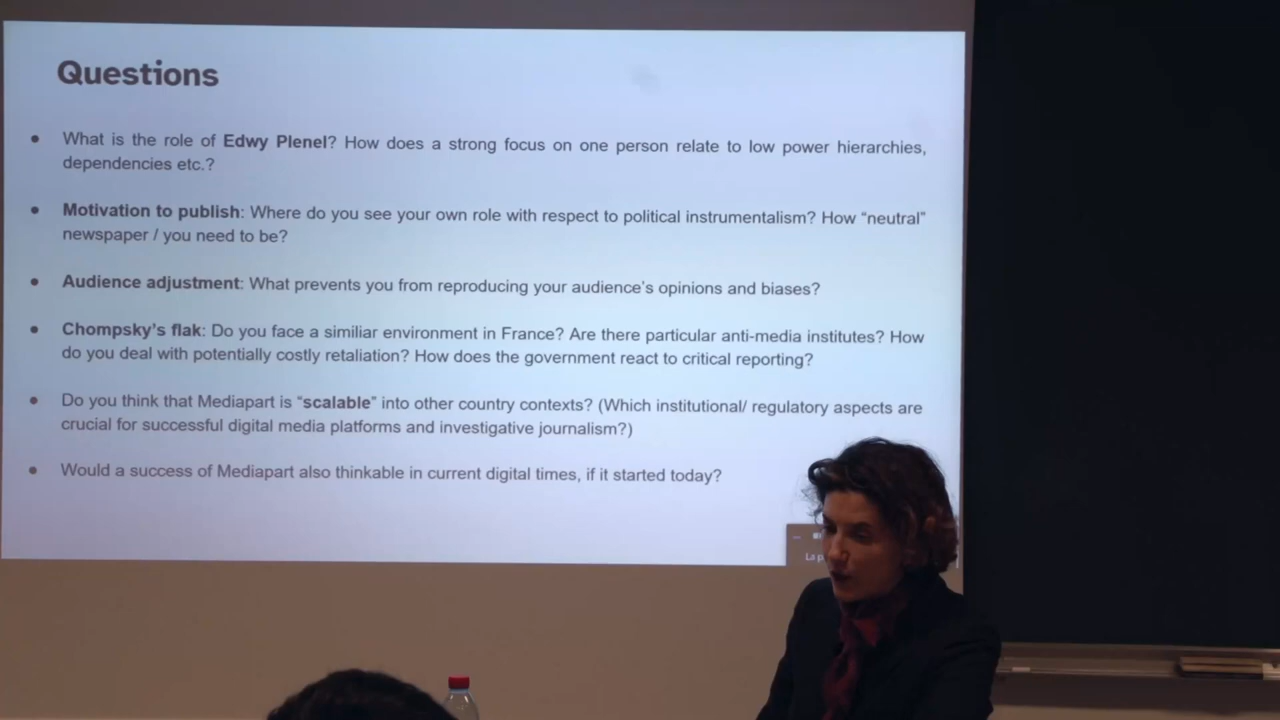 Questions
What is the role of Edwy Plenel? How does a strong focus on one person relate to low power hierarchies,
dependencies etc.?
Motivation to publish: Where do you see your own role with respect to political instrumentalism? How “neutral”
newspaper / you need to be?
Audience adjustment: What prevents you from reproducing your audience’s opinions and biases?
Chompsky’s flak: Do you face a similiar environment in France? Are there particular anti-media institutes? How
do you deal with potentially costly retaliation? How does the government react to critical reporting?
Do you think that Mediapart is “scalable” into other country contexts? (Which institutional/ regulatory aspects are
crucial for successful digital media platforms and investigative journalism?)
Would a success of Mediapart also thinkable in current digital times, if it started today?
La